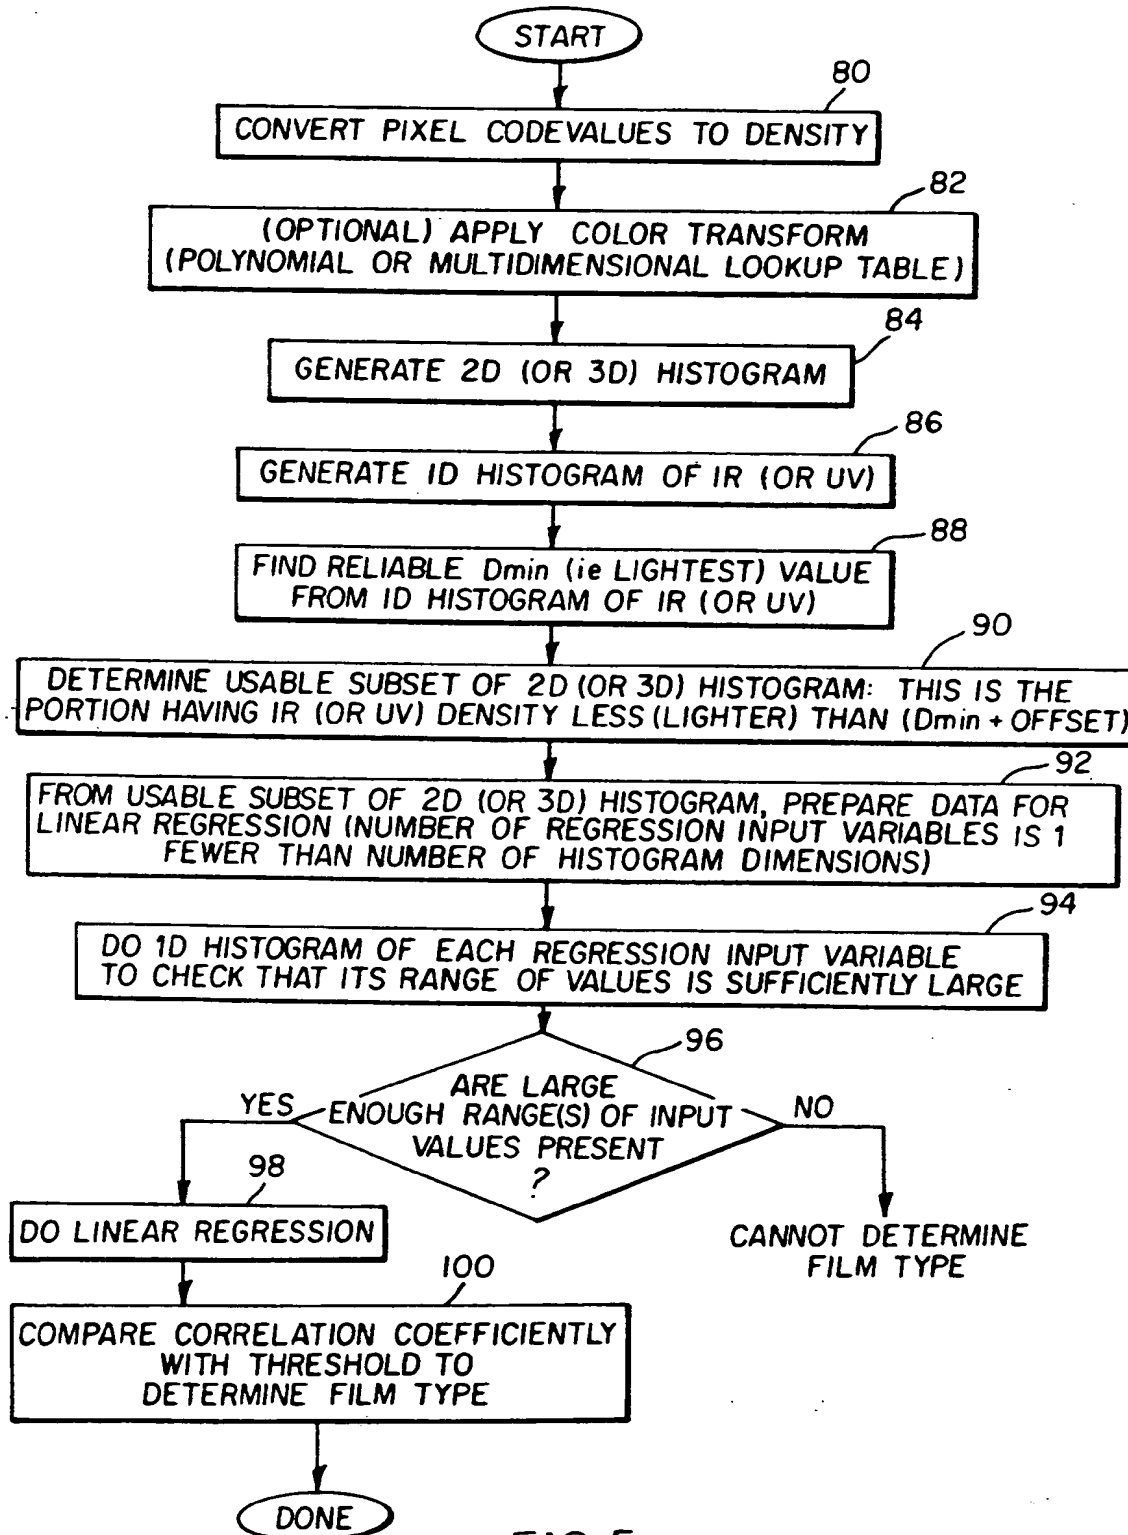 START
80
CONVERT PIXEL CODEVALUES TO DENSITY
82
(OPTIONAL) APPLY COLOR TRANSFORM
(POLYNOMIAL OR MULTIDIMENSIONAL LOOKUP TABLE)
84
GENERATE 2D (OR 3D) HISTOGRAM
86
GENERATE 1D HISTOGRAM OF IR (OR UV)
88
FIND RELIABLE Dmin (ie LIGHTEST) VALUE
FROM 1D HISTOGRAM OF IR (OR UV)
90
DETERMINE USABLE SUBSET OF 2D (OR 3D) HISTOGRAM: THIS IS THE
PORTION HAVING IR (OR UV) DENSITY LESS (LIGHTER) THAN (Dmin + OFFSET)
92
FROM USABLE SUBSET OF 2D (OR 3D) HISTOGRAM, PREPARE DATA FOR
LINEAR REGRESSION (NUMBER OF REGRESSION INPUT VARIABLES IS 1
FEWER THAN NUMBER OF HISTOGRAM DIMENSIONS)
94
DO 1D HISTOGRAM OF EACH REGRESSION INPUT VARIABLE
TO CHECK THAT ITS RANGE OF VALUES IS SUFFICIENTLY LARGE
96
ARE LARGE
ENOUGH RANGE(S) OF INPUT
VALUES PRESENT
?
YES
NO
98
DO LINEAR REGRESSION
CANNOT DETERMINE
FILM TYPE
100
COMPARE CORRELATION COEFFICIENTLY
WITH THRESHOLD TO
DETERMINE FILM TYPE
DONE